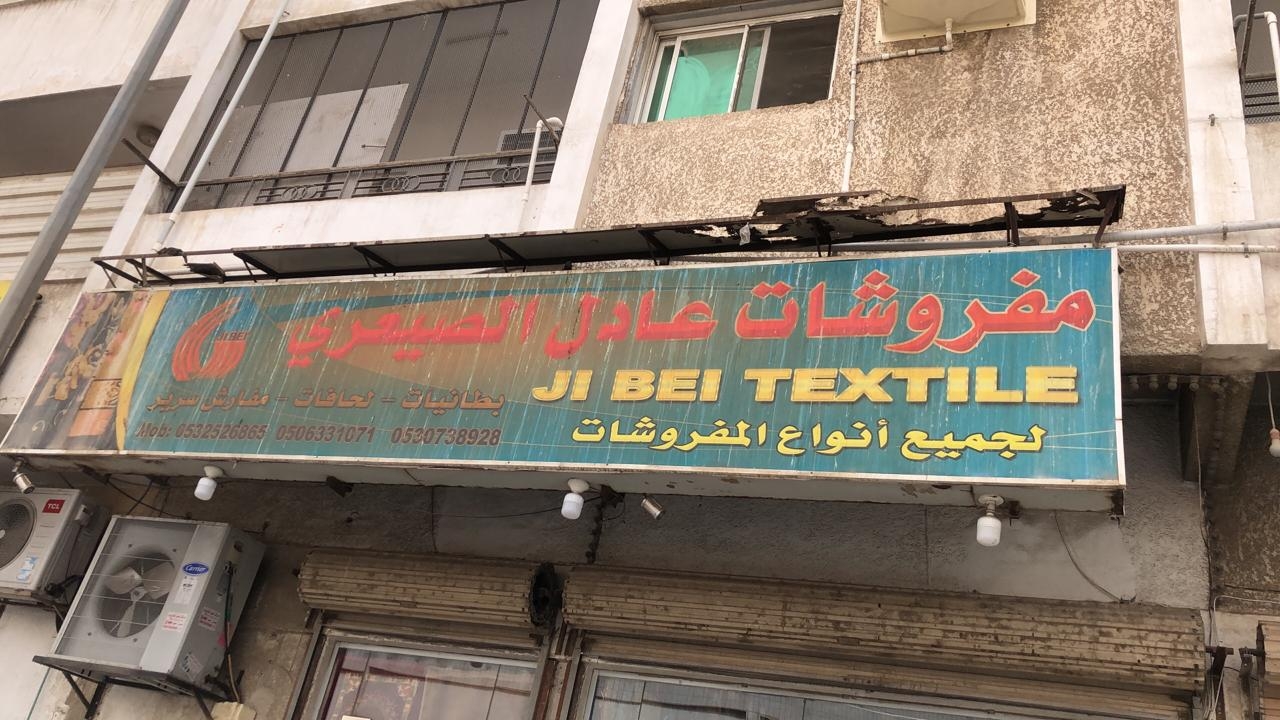 مفروشات عادل الصيعري
JIBEI
JI BEI TEXTILE
بطانيات - لحافات - مفارش سرير
لجميع أنواع المفروشات
Mob: 0532526865 0506331071 0530738928
TCL
Carrier